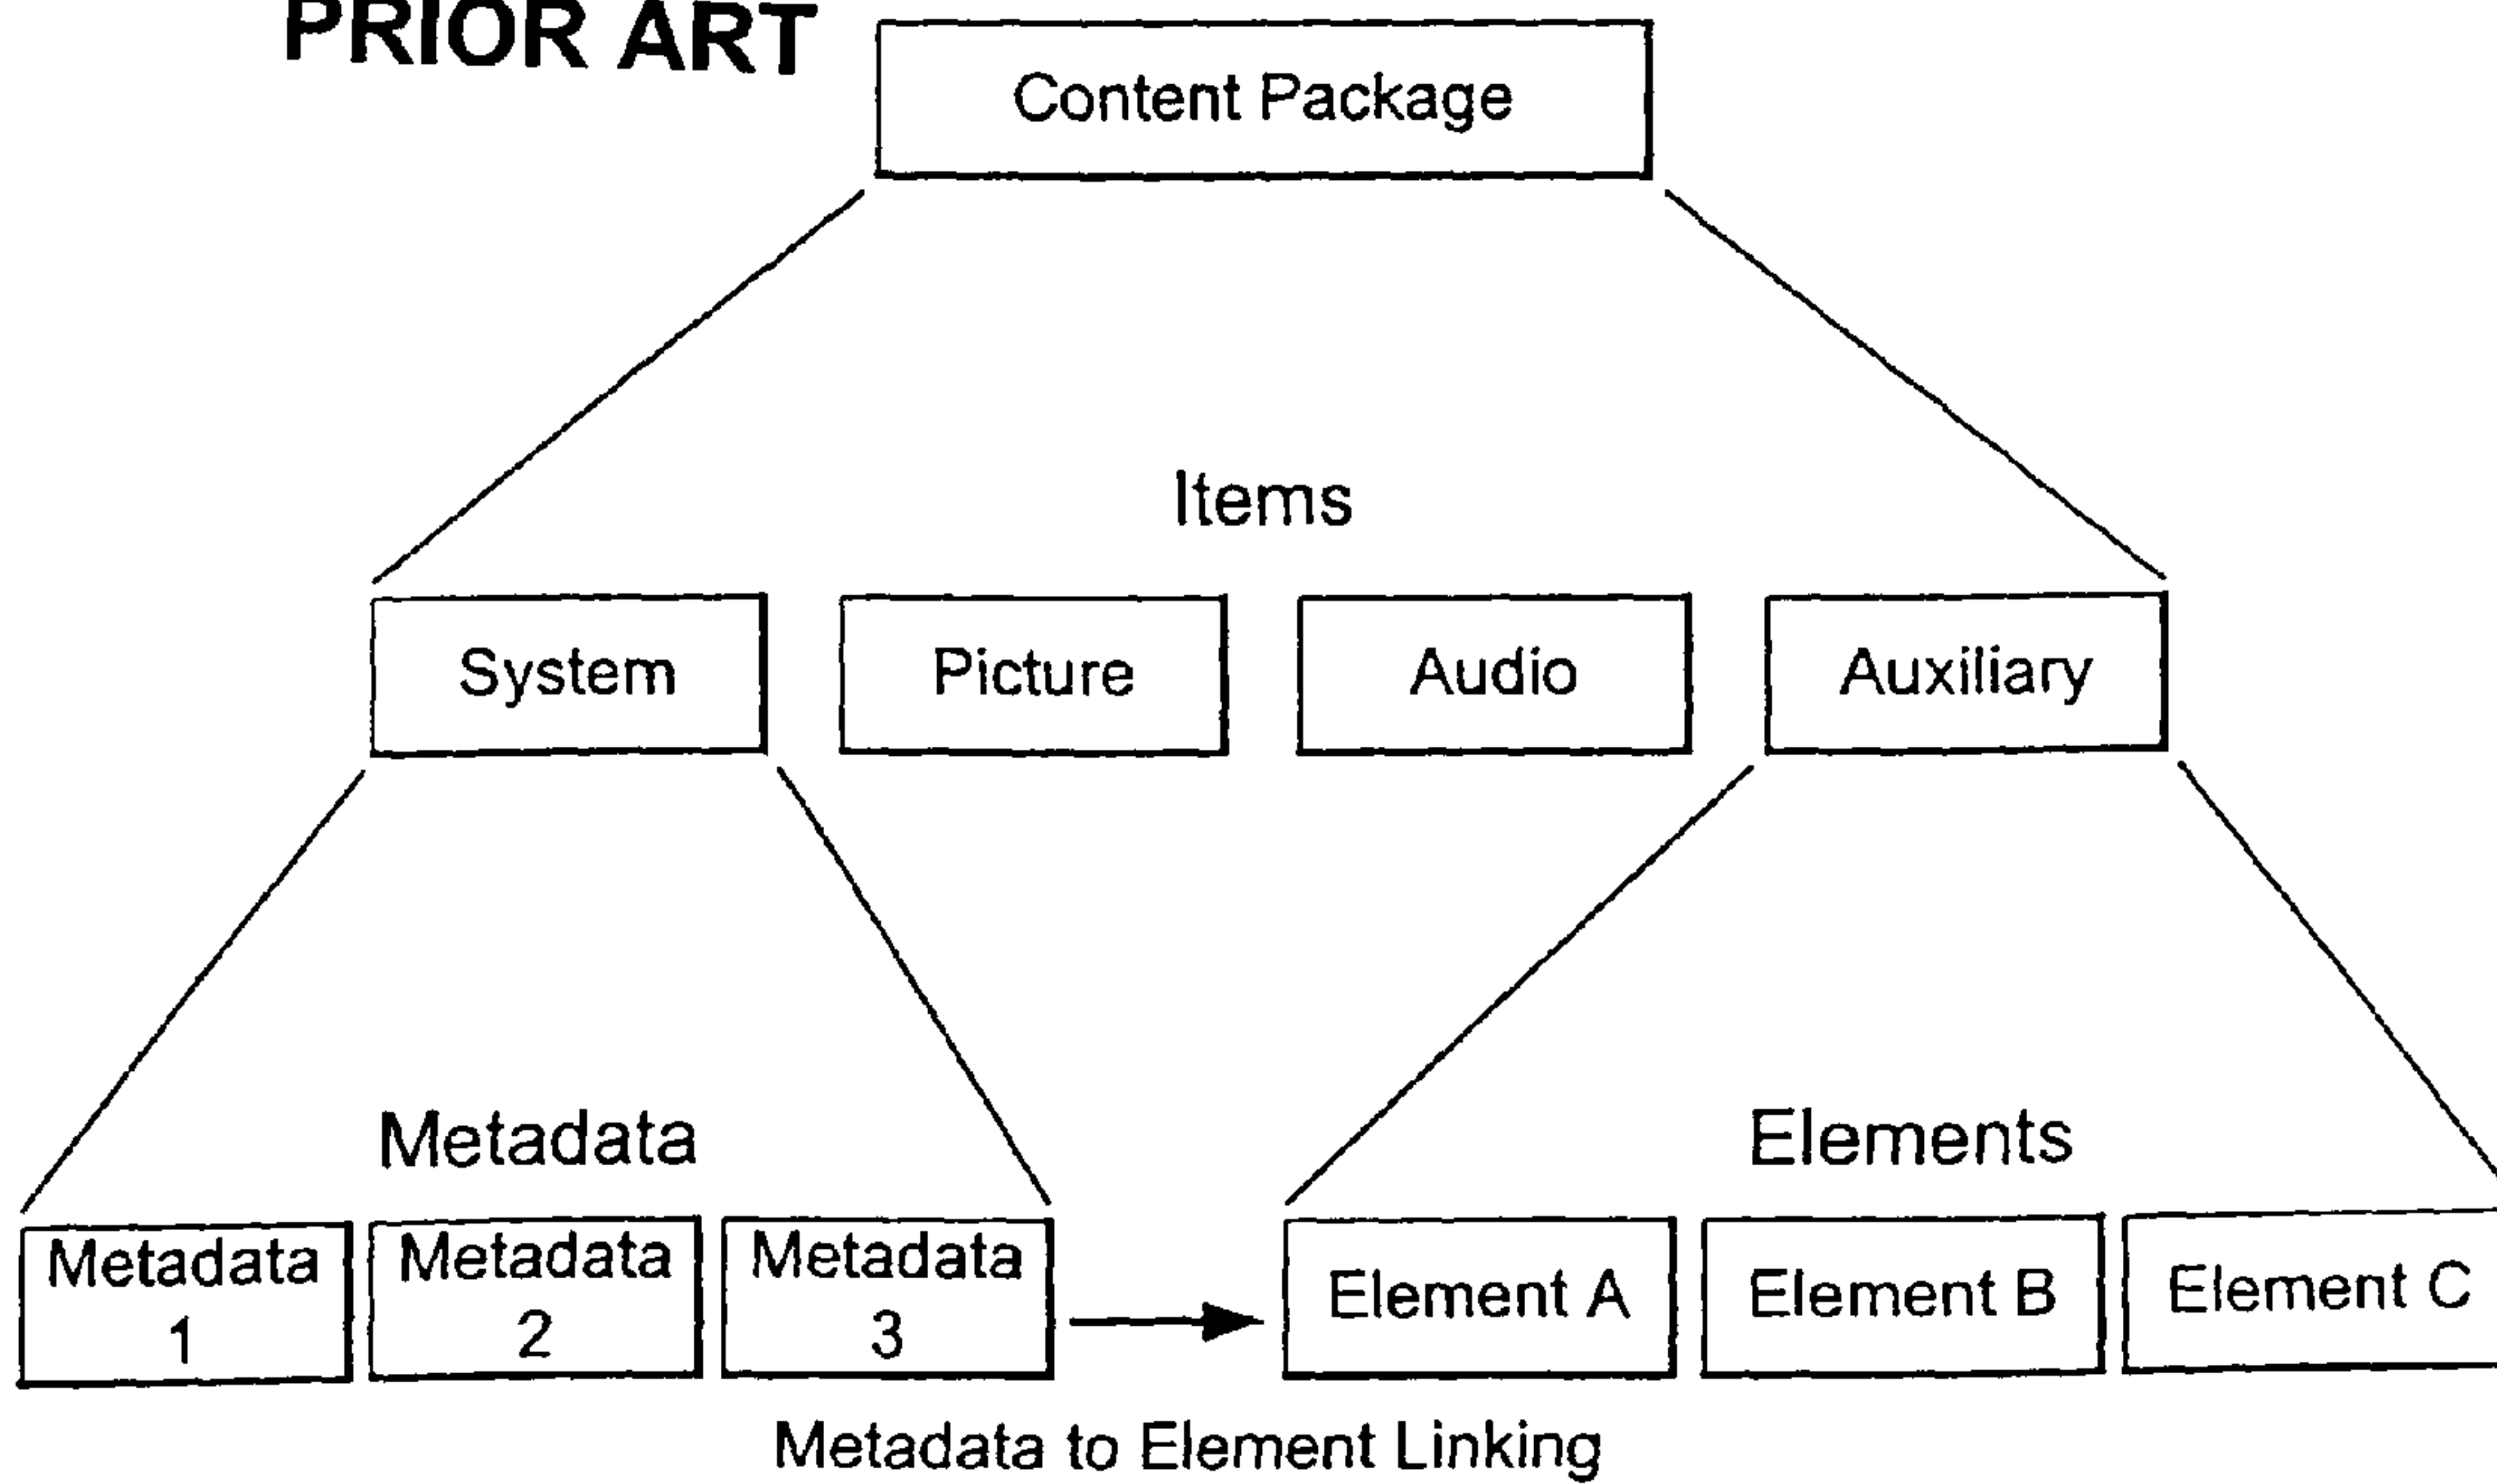 PRIOR ART
Content Package
Items
System Picture Audio Auxiliary
Metadata Elements
Metadata 1 Metadata 2 Metadata 3 Element A Element B Element C
Metadata to Element Linking